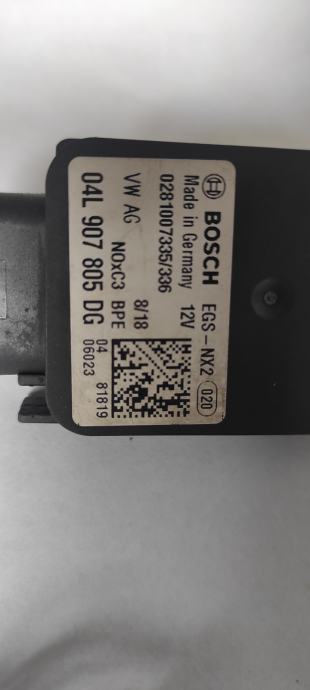 BOSCH EGS-NX2 020
Made in Germany 12V
0281007335/336
8/18
VW AG NOxC3 BPE
04L 907 805 DG 04 81819
06023